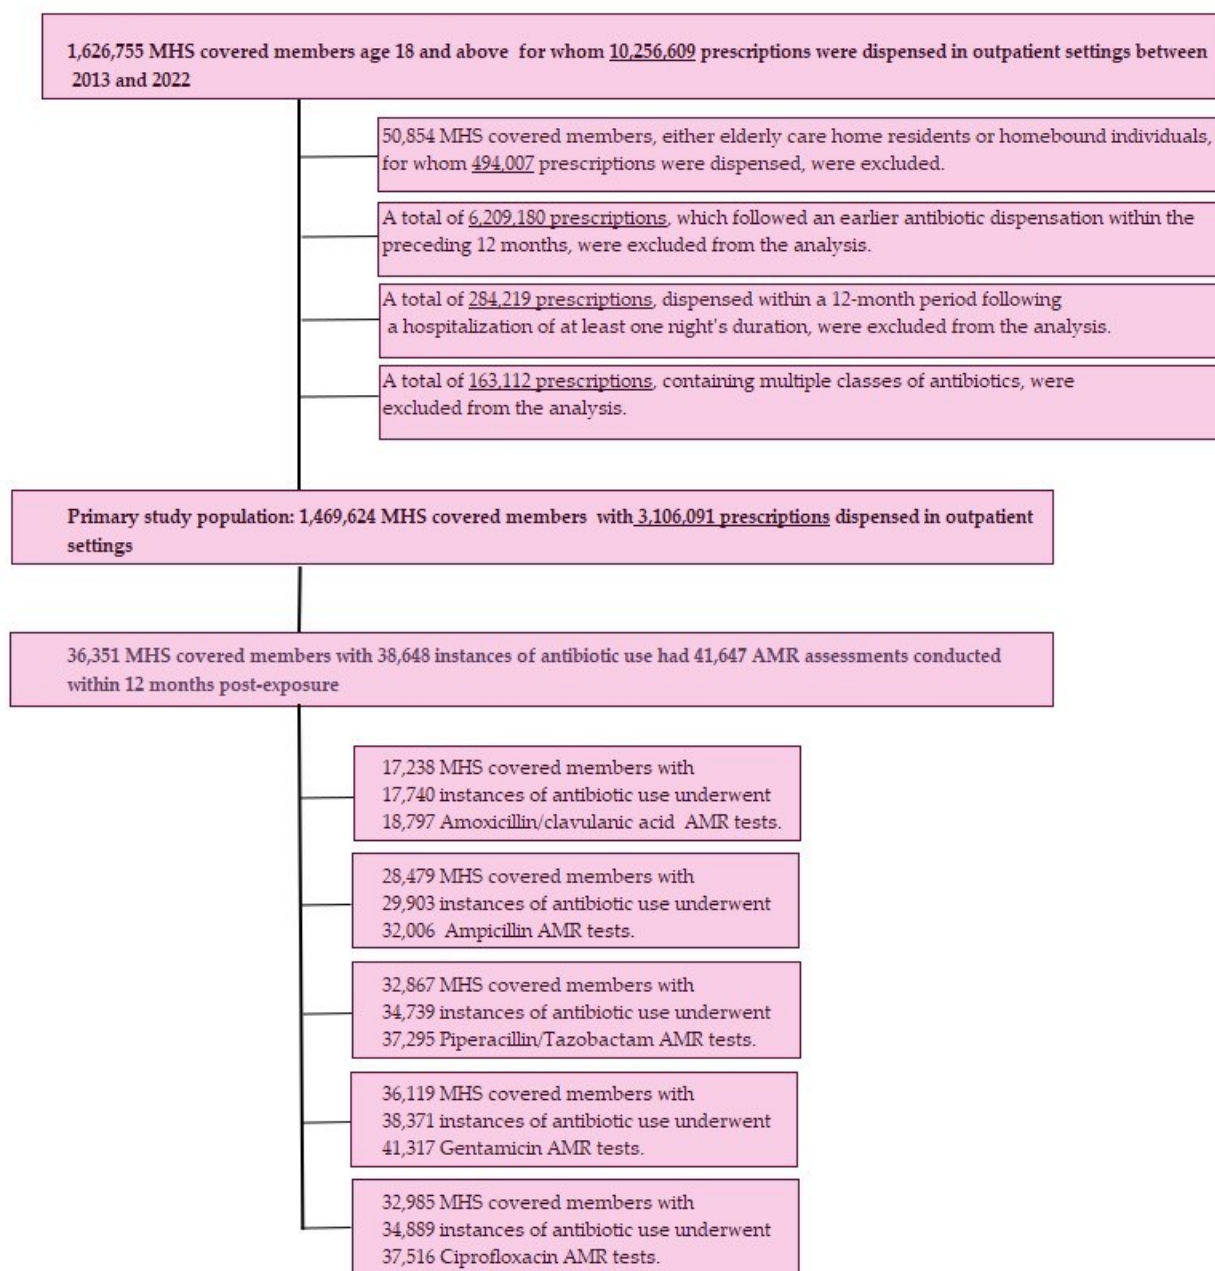 1,626,755 MHS covered members age 18 and above for whom 10,256,609 prescriptions were dispensed in outpatient settings between
2013 and 2022
50,854 MHS covered members, either elderly care home residents or homebound individuals,
for whom 494,007 prescriptions were dispensed, were excluded.
A total of 6,209,180 prescriptions, which followed an earlier antibiotic dispensation within the
preceding 12 months, were excluded from the analysis.
A total of 284,219 prescriptions, dispensed within a 12-month period following
a hospitalization of at least one night's duration, were excluded from the analysis.
A total of 163,112 prescriptions, containing multiple classes of antibiotics, were
excluded from the analysis.
Primary study population: 1,469,624 MHS covered members with 3,106,091 prescriptions dispensed in outpatient
settings
36,351 MHS covered members with 38,648 instances of antibiotic use had 41,647 AMR assessments conducted
within 12 months post-exposure
17,238 MHS covered members with
17,740 instances of antibiotic use underwent
18,797 Amoxicillin/clavulanic acid AMR tests.
28,479 MHS covered members with
29,903 instances of antibiotic use underwent
32,006 Ampicillin AMR tests.
32,867 MHS covered members with
34,739 instances of antibiotic use underwent
37,295 Piperacillin/Tazobactam AMR tests.
36,119 MHS covered members with
38,371 instances of antibiotic use underwent
41,317 Gentamicin AMR tests.
32,985 MHS covered members with
34,889 instances of antibiotic use underwent
37,516 Ciprofloxacin AMR tests.